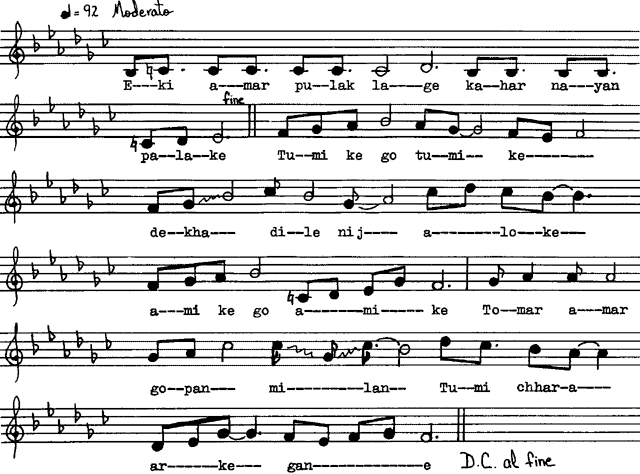 ♩=92 Moderato
E---ki a---mar pu--lak la----ge ka--har na---yan
fine
pa--la--ke Tu--mi ke go tu--mi-- ke---------
de--kha--- di--le nij---- a--------lo--ke---
a---mi ke go a------mi---- ke To--mar a--mar
go--pan--- mi----------lan-- Tu--mi chhar-a----
ar------ke---- gan--------------e
D.C. al fine